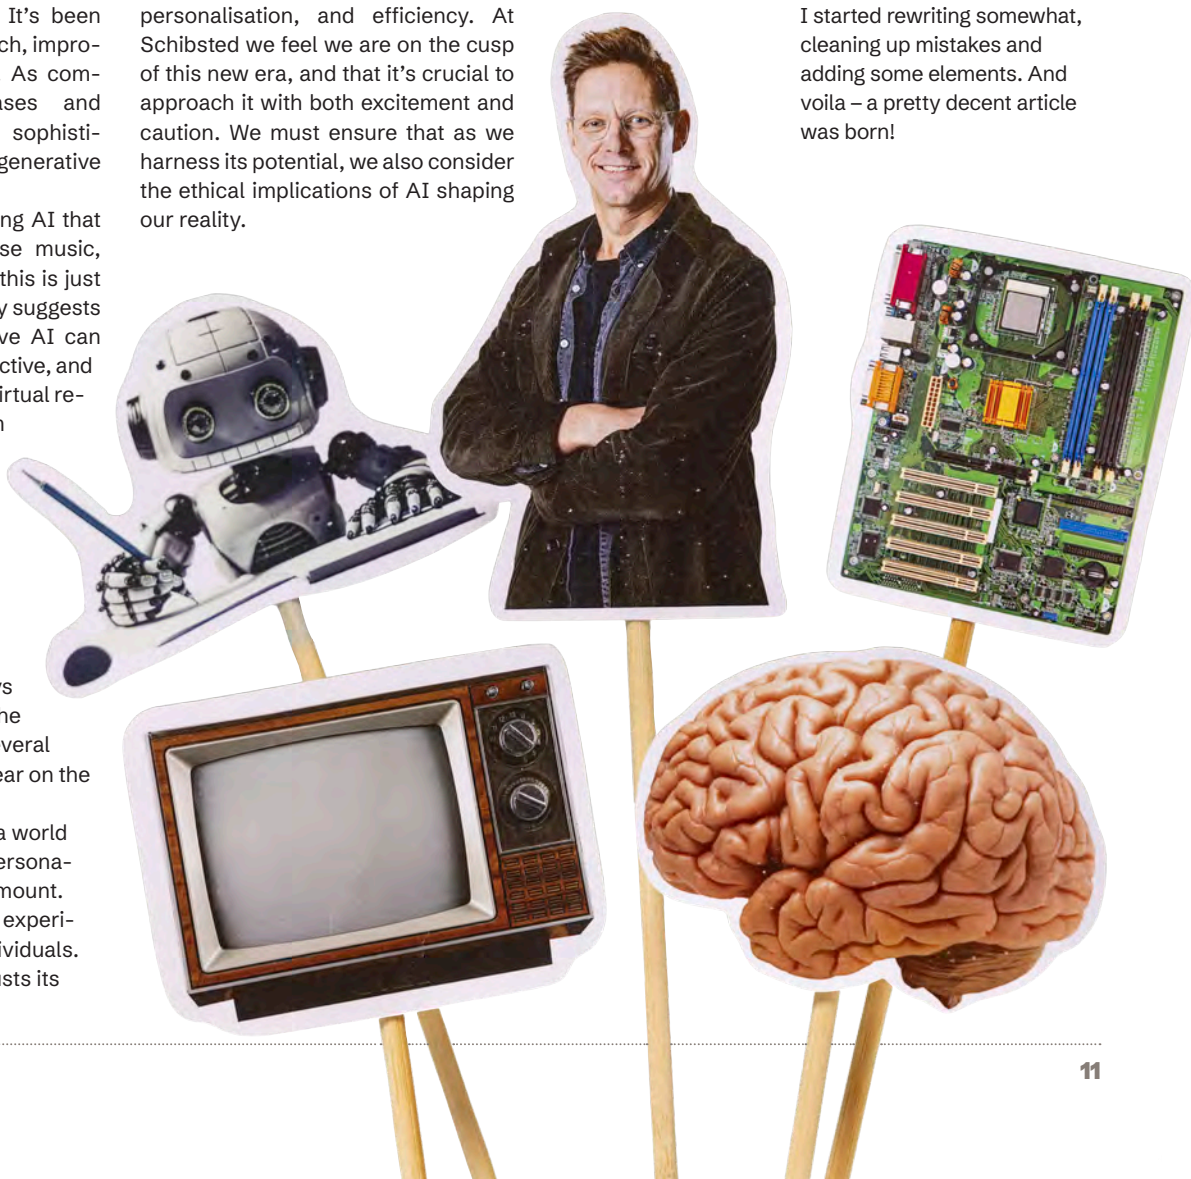 It's been
ch, impro-
As com-
ases and
sophisti-
generative
ng AI that
se music,
this is just
y suggests
ve AI can
ctive, and
irtual re-
n
ys
he
everal
ear on the
a world
ersona-
mount.
experi-
ividuals.
usts its
personalisation, and efficiency. At
Schibsted we feel we are on the cusp
of this new era, and that it's crucial to
approach it with both excitement and
caution. We must ensure that as we
harness its potential, we also consider
the ethical implications of AI shaping
our reality.
I started rewriting somewhat,
cleaning up mistakes and
adding some elements. And
voila – a pretty decent article
was born!
11